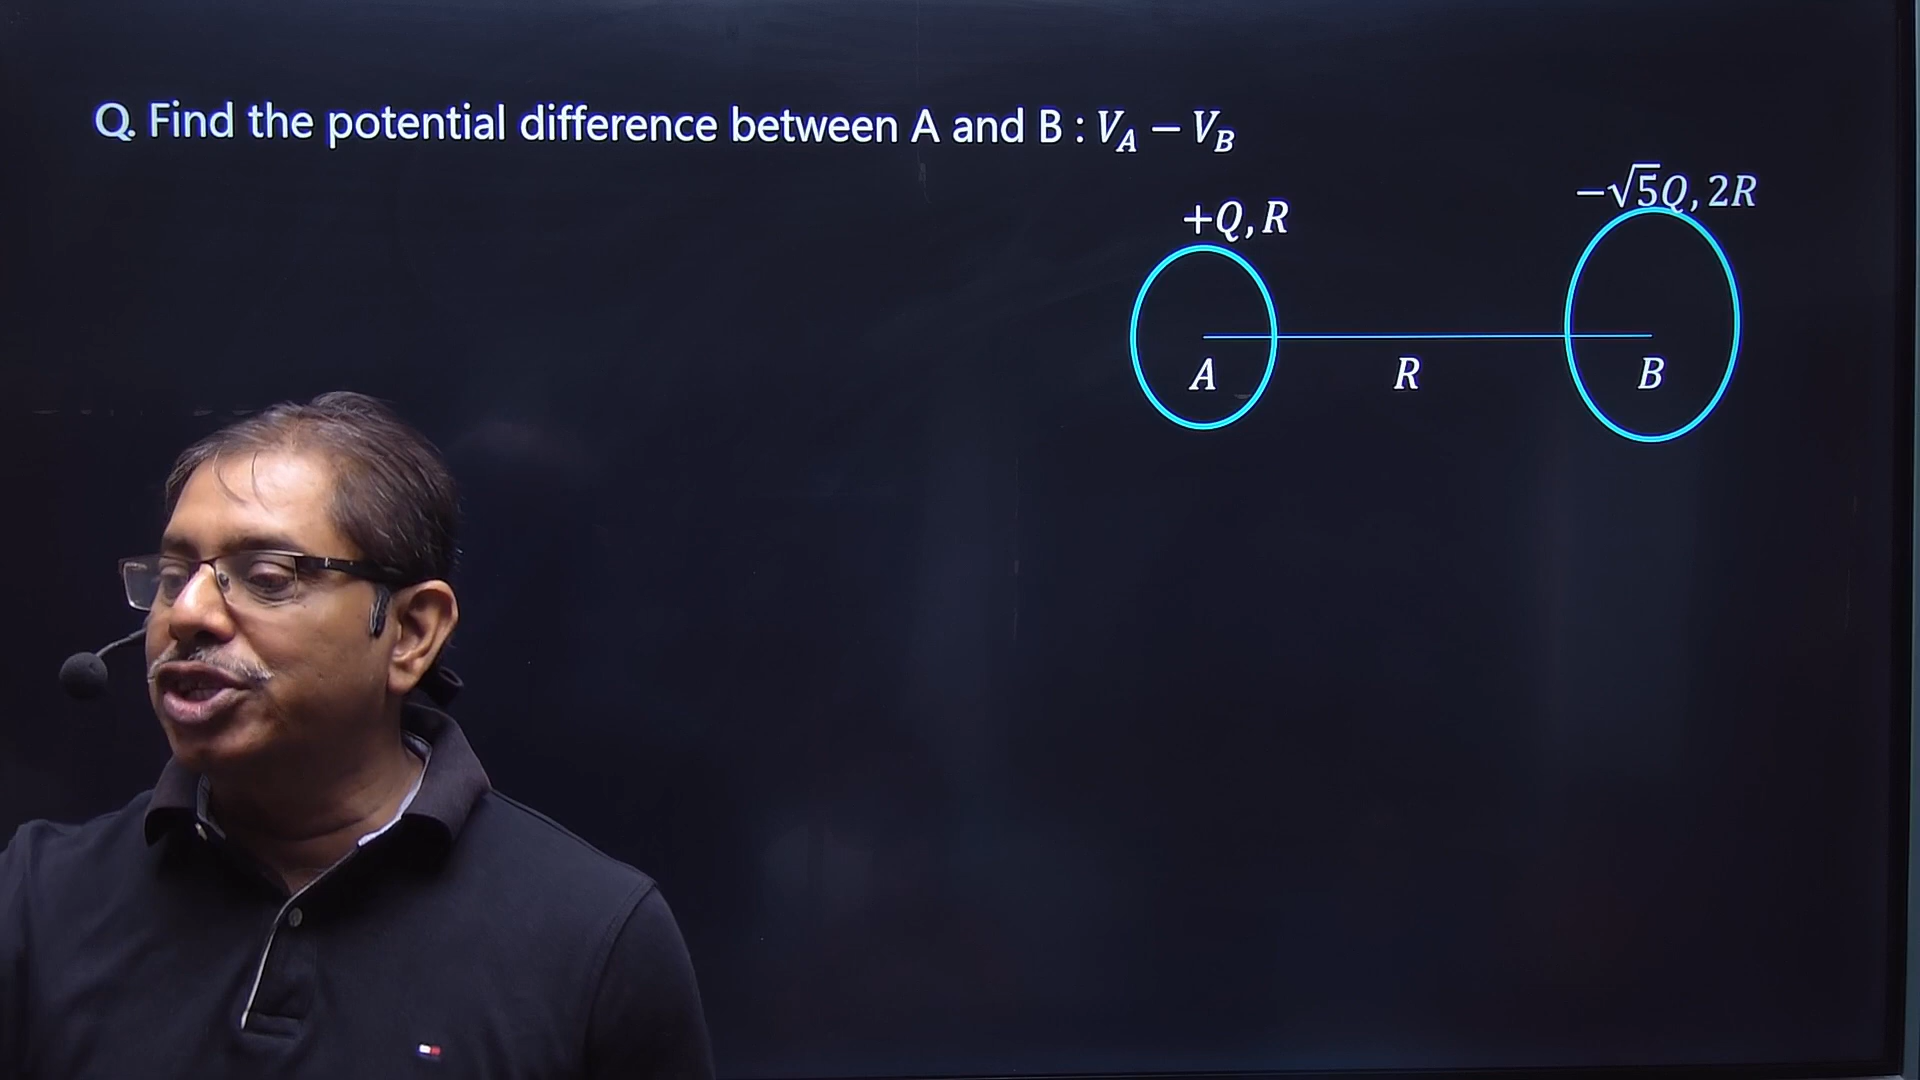 Q. Find the potential difference between A and B : V_A − V_B
−√5Q, 2R
+Q, R
A R B